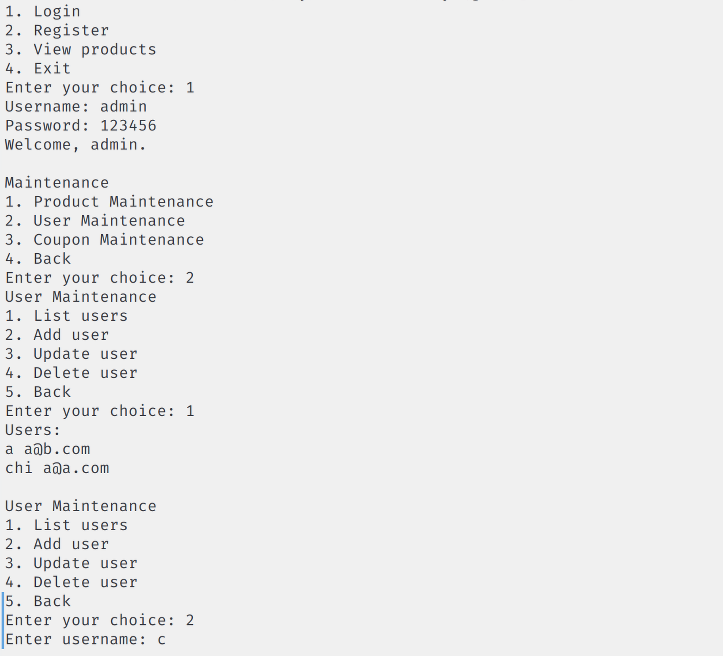 1. Login
2. Register
3. View products
4. Exit
Enter your choice: 1
Username: admin
Password: 123456
Welcome, admin.
Maintenance
1. Product Maintenance
2. User Maintenance
3. Coupon Maintenance
4. Back
Enter your choice: 2
User Maintenance
1. List users
2. Add user
3. Update user
4. Delete user
5. Back
Enter your choice: 1
Users:
a a@b.com
chi a@a.com
User Maintenance
1. List users
2. Add user
3. Update user
4. Delete user
5. Back
Enter your choice: 2
Enter username: c